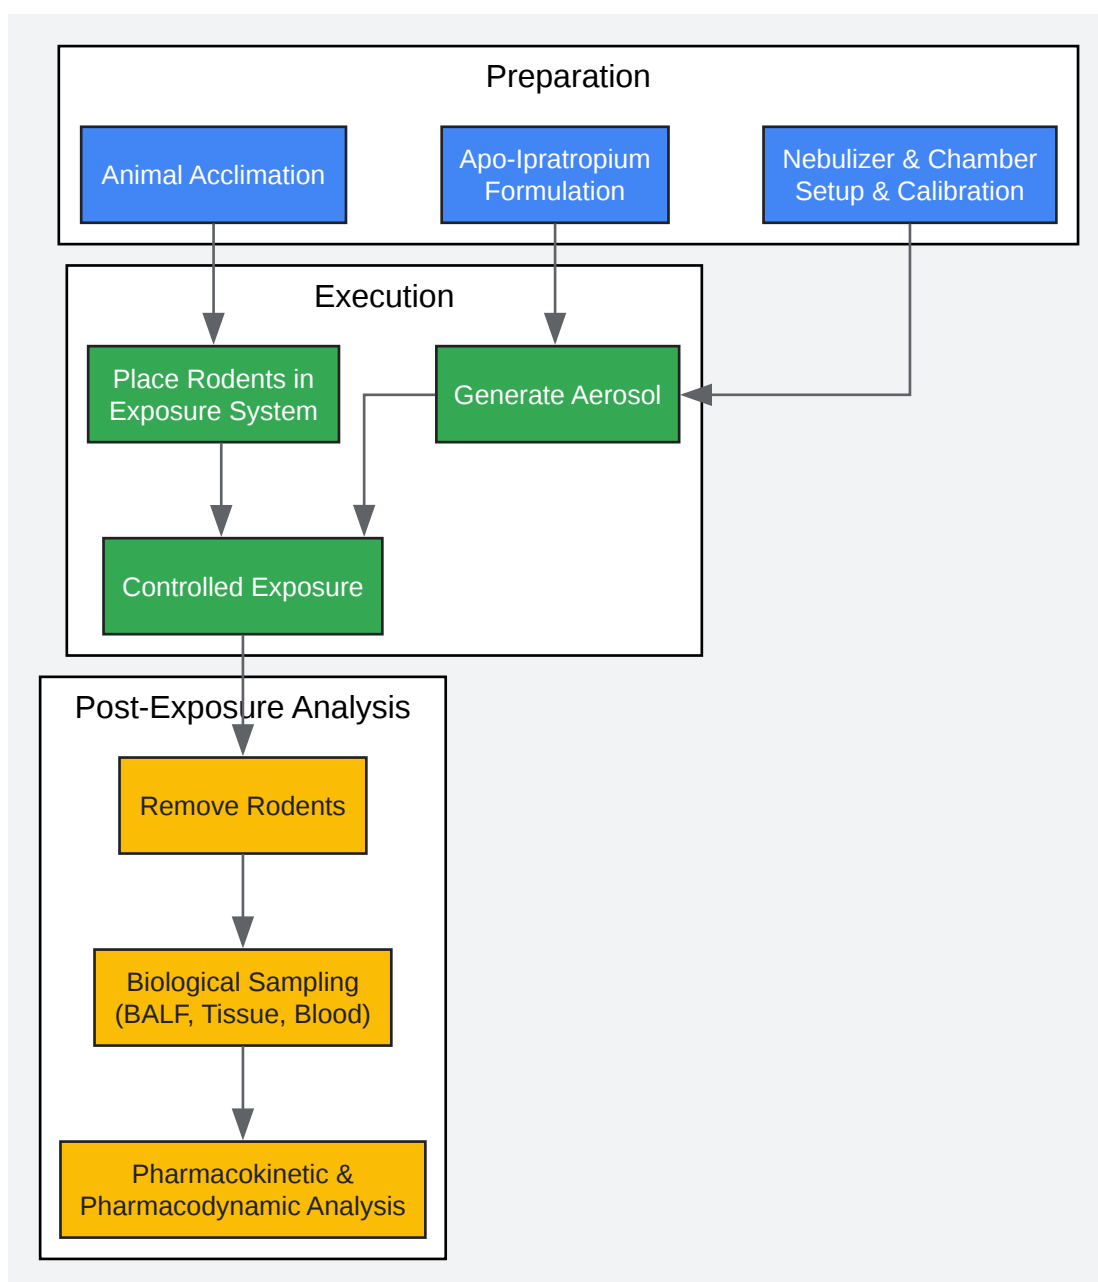 Preparation
Animal Acclimation
Apo-Ipratropium
Formulation
Nebulizer & Chamber
Setup & Calibration
Execution
Place Rodents in
Exposure System
Generate Aerosol
Controlled Exposure
Post-Exposure Analysis
Remove Rodents
Biological Sampling
(BALF, Tissue, Blood)
Pharmacokinetic &
Pharmacodynamic Analysis